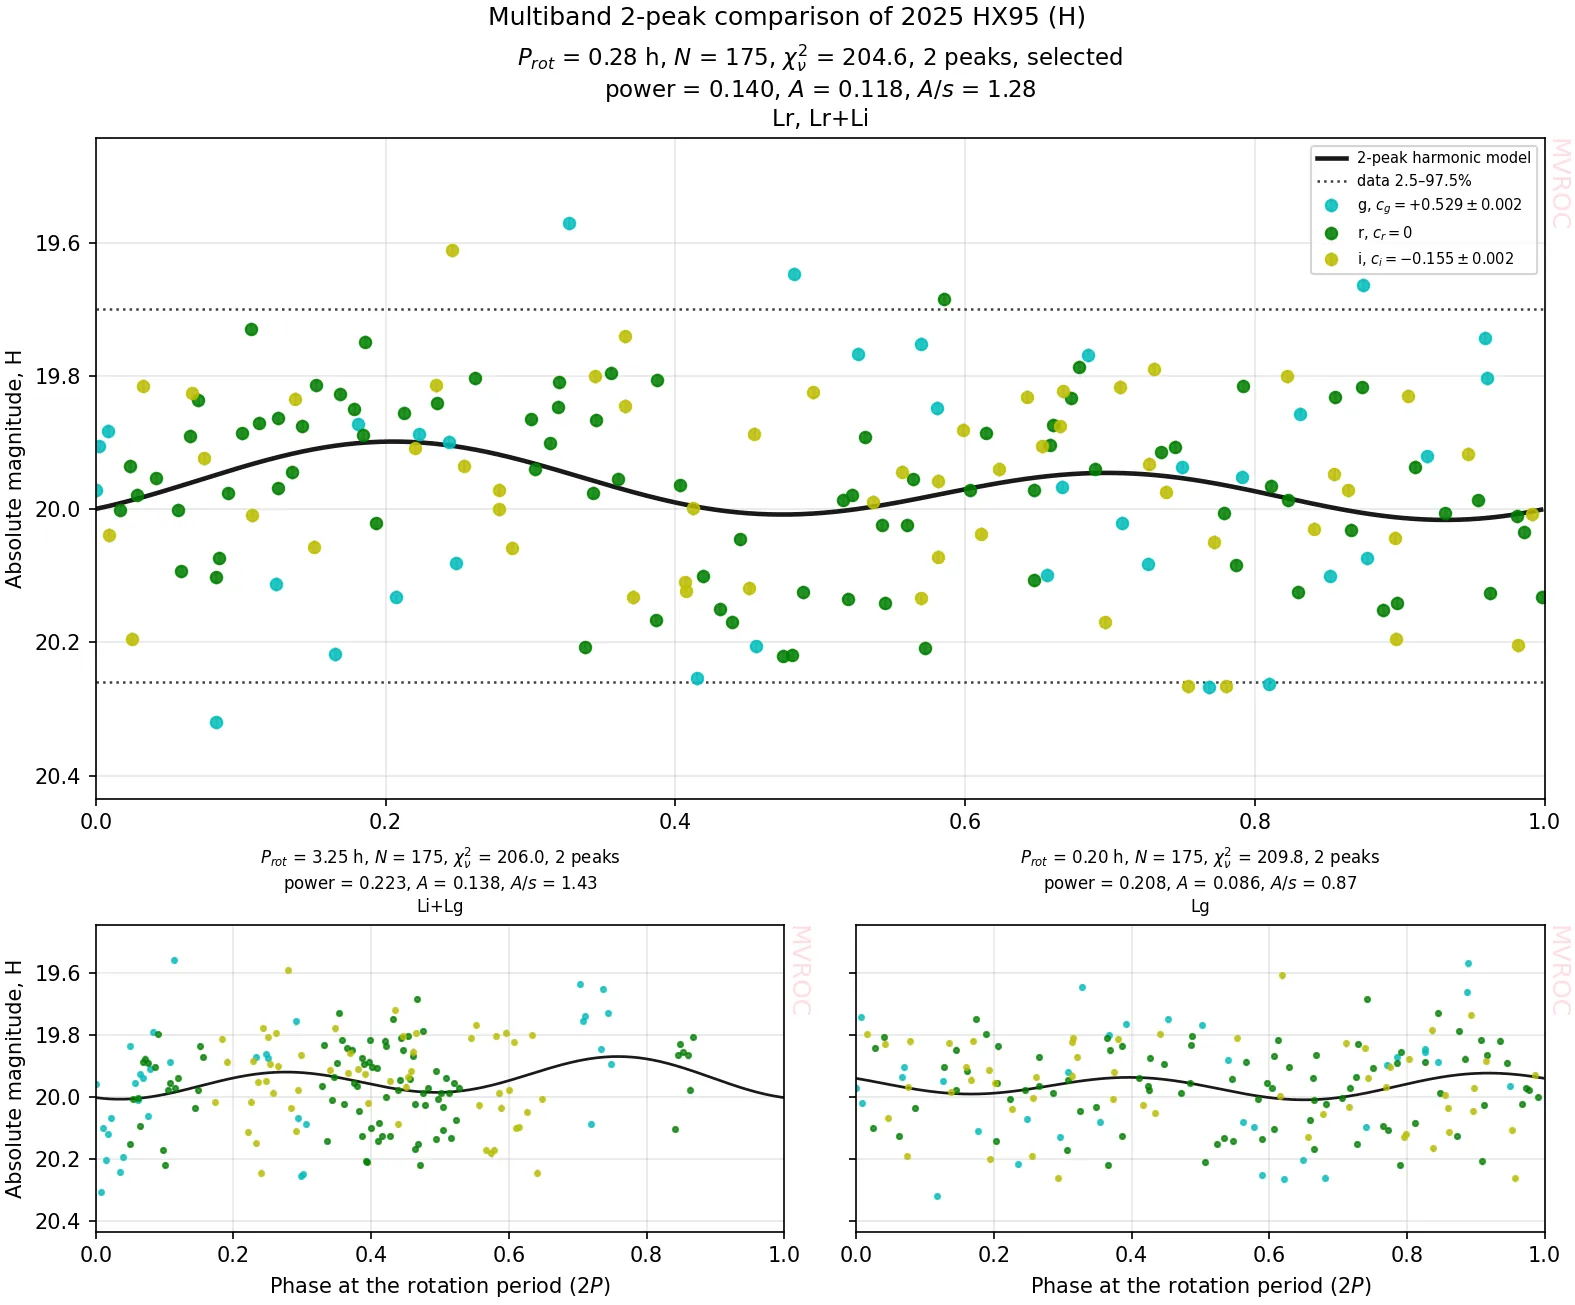 Multiband 2-peak comparison of 2025 HX95 (H)
P_rot = 0.28 h, N = 175, χ²_ν = 204.6, 2 peaks, selected
power = 0.140, A = 0.118, A/s = 1.28
Lr, Lr+Li
2-peak harmonic model
data 2.5–97.5%
g, c_g = +0.529 ± 0.002
r, c_r = 0
i, c_i = −0.155 ± 0.002
MVROC
Absolute magnitude, H
19.6
19.8
20.0
20.2
20.4
0.0 0.2 0.4 0.6 0.8 1.0
P_rot = 3.25 h, N = 175, χ²_ν = 206.0, 2 peaks
power = 0.223, A = 0.138, A/s = 1.43
Li+Lg
MVROC
Absolute magnitude, H
19.6
19.8
20.0
20.2
20.4
0.0 0.2 0.4 0.6 0.8 1.0
Phase at the rotation period (2P)
P_rot = 0.20 h, N = 175, χ²_ν = 209.8, 2 peaks
power = 0.208, A = 0.086, A/s = 0.87
Lg
MVROC
0.0 0.2 0.4 0.6 0.8 1.0
Phase at the rotation period (2P)